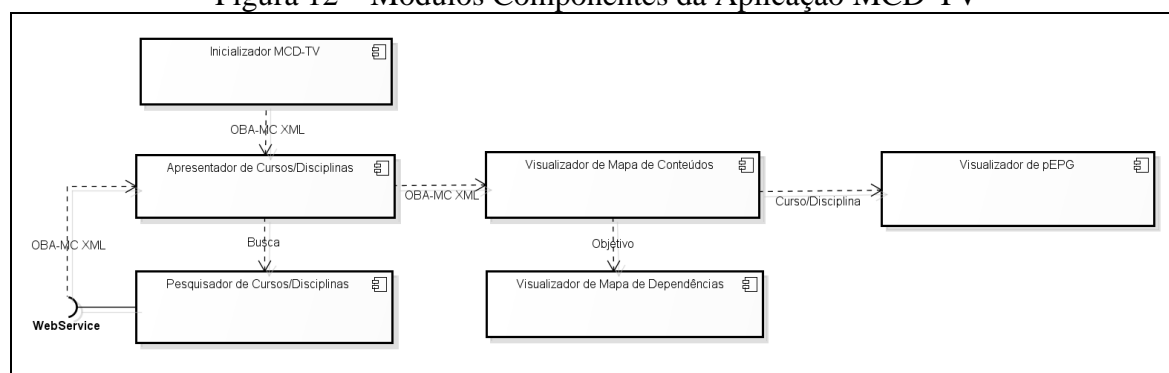 Figura 12 – Módulos Componentes da Aplicação MCD-TV
Inicializador MCD-TV
OBA-MC XML
Apresentador de Cursos/Disciplinas
OBA-MC XML
Visualizador de Mapa de Conteúdos
Curso/Disciplina
Visualizador de pEPG
OBA-MC XML
Busca
Objetivo
Pesquisador de Cursos/Disciplinas
Visualizador de Mapa de Dependências
WebService